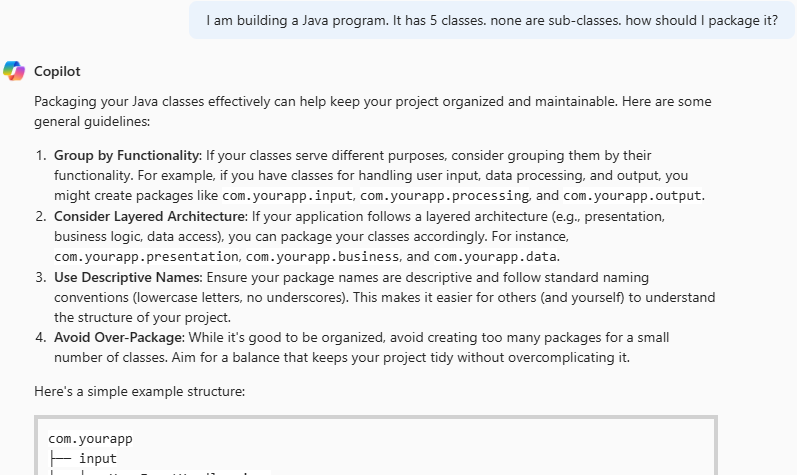 I am building a Java program. It has 5 classes. none are sub-classes. how should I package it?
Copilot
Packaging your Java classes effectively can help keep your project organized and maintainable. Here are some
general guidelines:
1. Group by Functionality: If your classes serve different purposes, consider grouping them by their
functionality. For example, if you have classes for handling user input, data processing, and output, you
might create packages like com.yourapp.input, com.yourapp.processing, and com.yourapp.output.
2. Consider Layered Architecture: If your application follows a layered architecture (e.g., presentation,
business logic, data access), you can package your classes accordingly. For instance,
com.yourapp.presentation, com.yourapp.business, and com.yourapp.data.
3. Use Descriptive Names: Ensure your package names are descriptive and follow standard naming
conventions (lowercase letters, no underscores). This makes it easier for others (and yourself) to understand
the structure of your project.
4. Avoid Over-Package: While it's good to be organized, avoid creating too many packages for a small
number of classes. Aim for a balance that keeps your project tidy without overcomplicating it.
Here's a simple example structure:
com.yourapp
├── input